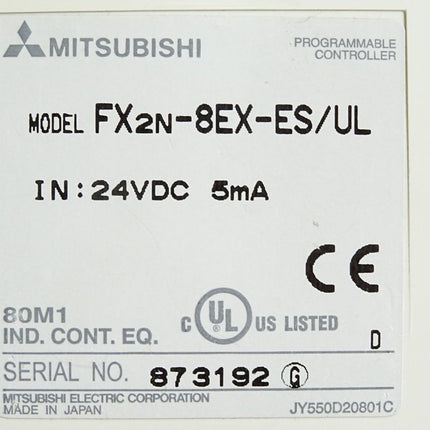 MITSUBISHI
PROGRAMMABLE
CONTROLLER
MODEL FX2N-8EX-ES/UL
IN:24VDC 5mA
CE
80M1
IND. CONT. EQ.
C UL US LISTED
D
SERIAL NO. 873192 G
MITSUBISHI ELECTRIC CORPORATION
MADE IN JAPAN
JY550D20801C